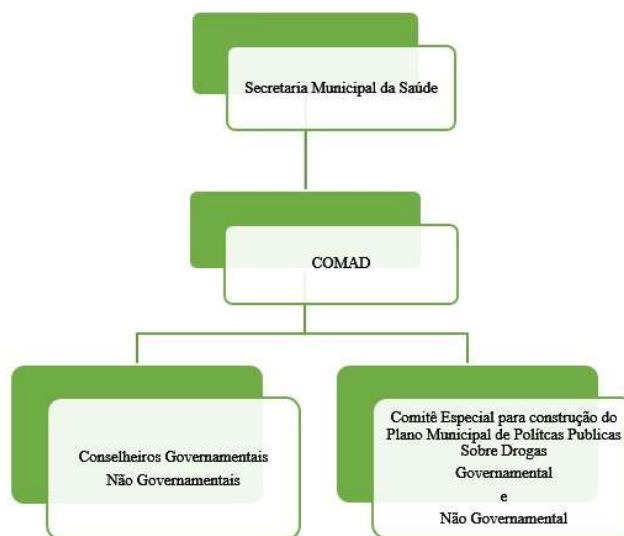 Secretaria Municipal da Saúde
COMAD
Conselheiros Governamentais
Não Governamentais
Comitê Especial para construção do
Plano Municipal de Polítcas Publicas
Sobre Drogas
Governamental
e
Não Governamental